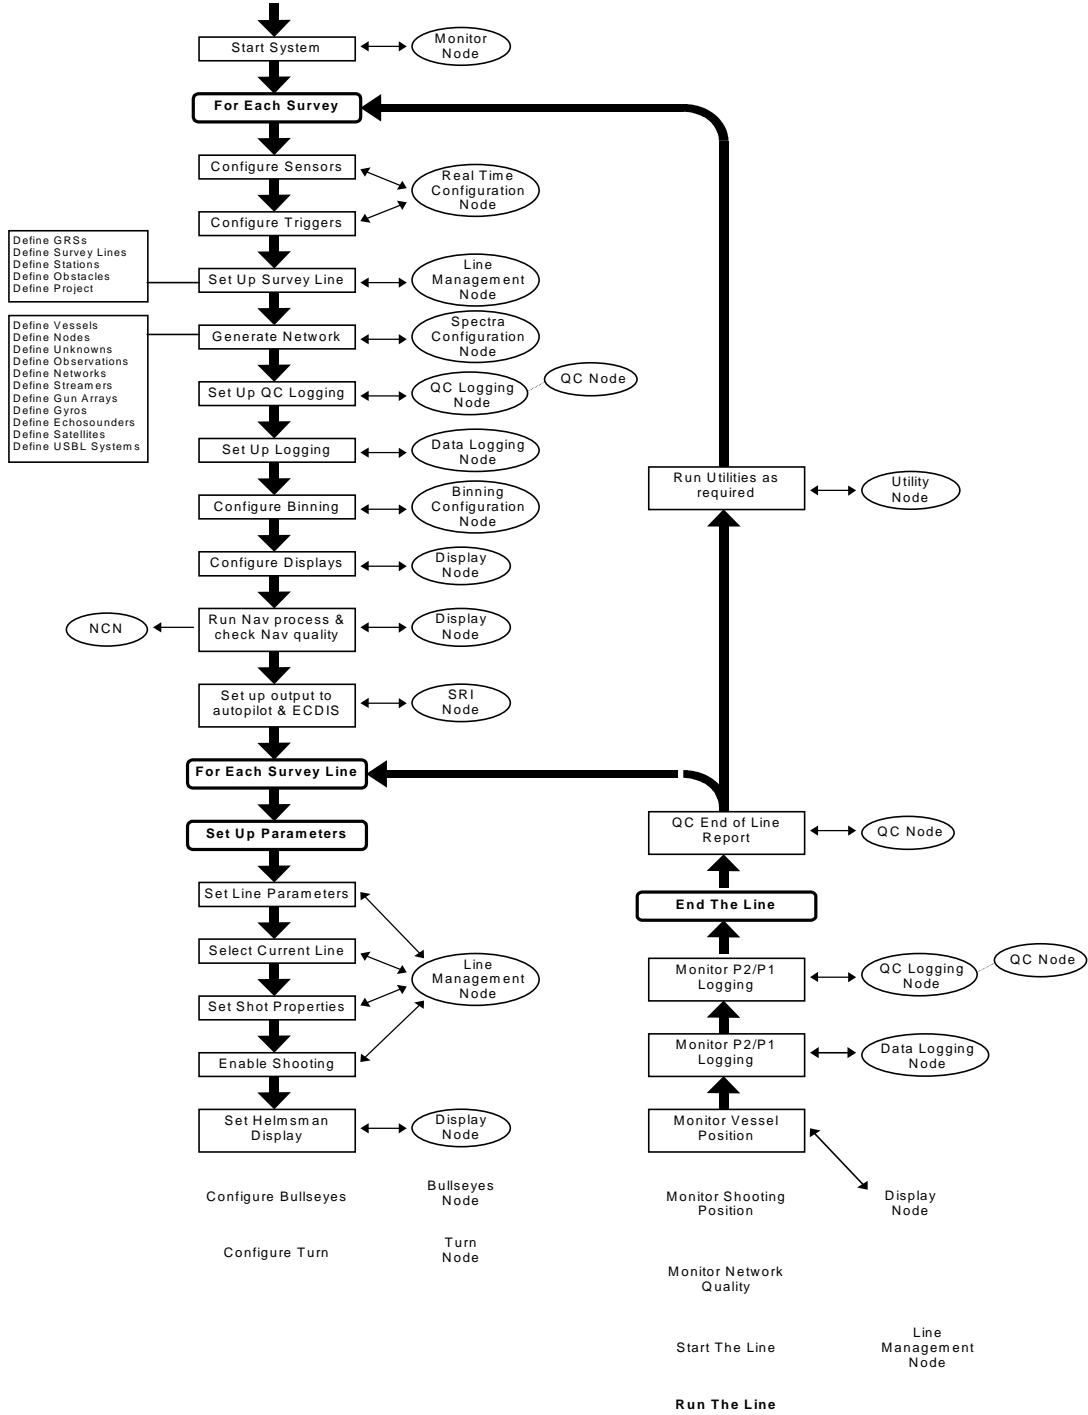 Start System
Monitor
Node
For Each Survey
Configure Sensors
Real Time
Configuration
Node
Configure Triggers
Define GRSs
Define Survey Lines
Define Stations
Define Obstacles
Define Project
Set Up Survey Line
Line
Management
Node
Define Vessels
Define Nodes
Define Unknowns
Define Observations
Define Networks
Define Streamers
Define Gun Arrays
Define Gyros
Define Echosounders
Define Satellites
Define USBL Systems
Generate Network
Spectra
Configuration
Node
Set Up QC Logging
QC Logging
Node
QC Node
Set Up Logging
Data Logging
Node
Configure Binning
Binning
Configuration
Node
Configure Displays
Display
Node
NCN
Run Nav process &
check Nav quality
Display
Node
Set up output to
autopilot & ECDIS
SRI
Node
For Each Survey Line
Set Up Parameters
Set Line Parameters
Select Current Line
Line
Management
Node
Set Shot Properties
Enable Shooting
Set Helmsman
Display
Display
Node
Configure Bullseyes
Bullseyes
Node
Configure Turn
Turn
Node
Run Utilities as
required
Utility
Node
QC End of Line
Report
QC Node
End The Line
Monitor P2/P1
Logging
QC Logging
Node
QC Node
Monitor P2/P1
Logging
Data Logging
Node
Monitor Vessel
Position
Monitor Shooting
Position
Display
Node
Monitor Network
Quality
Start The Line
Line
Management
Node
Run The Line